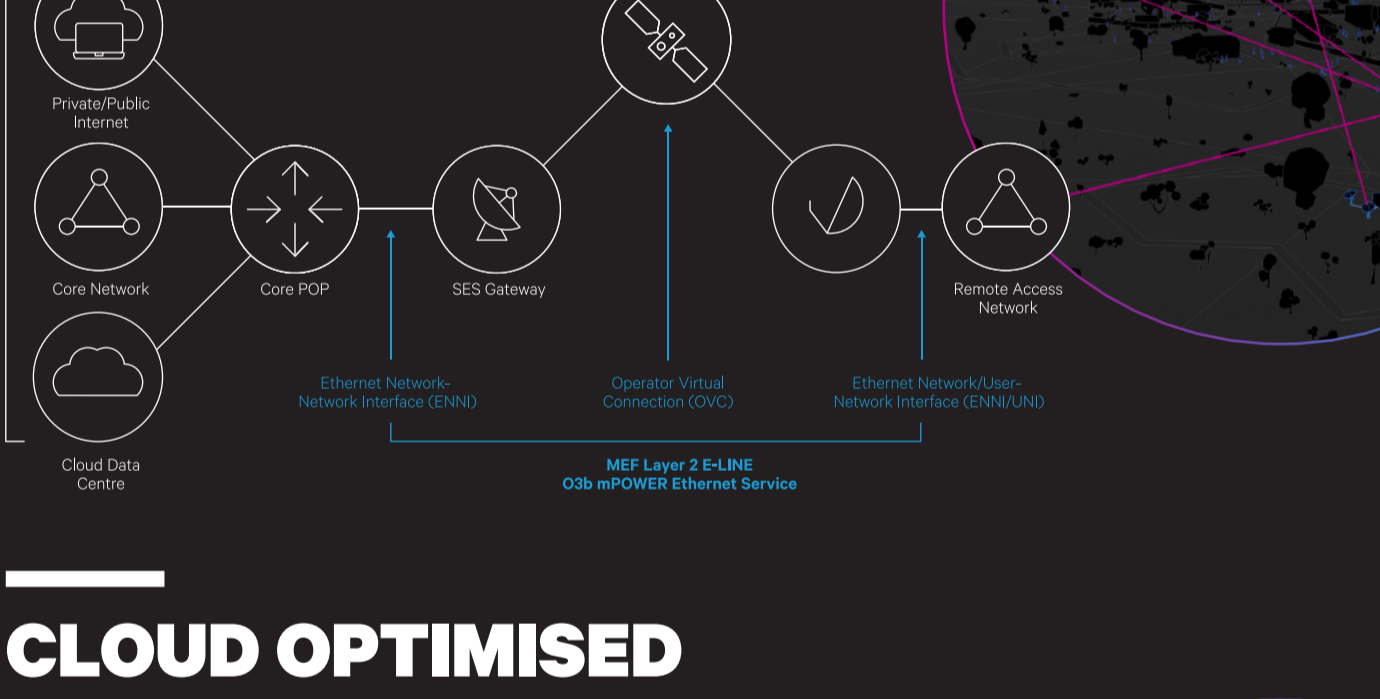 Private/Public
Internet
Core Network
Core POP
SES Gateway
Remote Access
Network
Ethernet Network-
Network Interface (ENNI)
Operator Virtual
Connection (OVC)
Ethernet Network/User-
Network Interface (ENNI/UNI)
Cloud Data
Centre
MEF Layer 2 E-LINE
O3b mPOWER Ethernet Service
CLOUD OPTIMISED